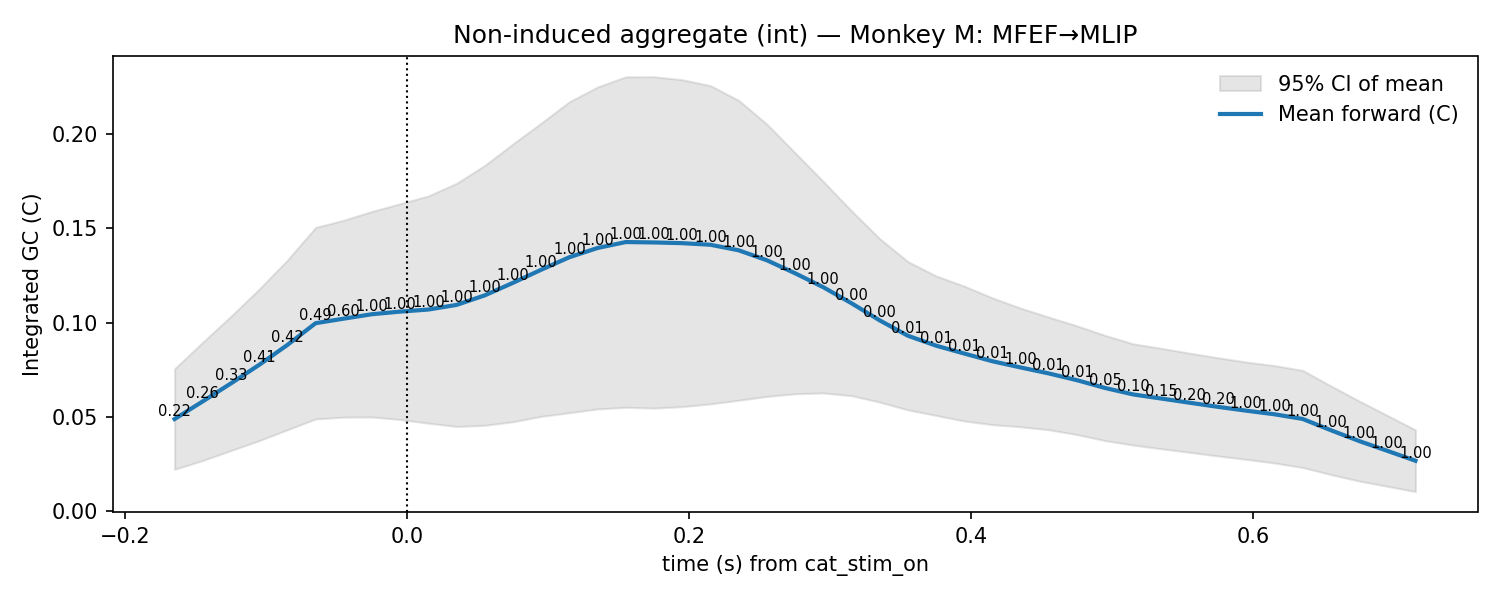 Non-induced aggregate (int) — Monkey M: MFEF→MLIP
95% CI of mean
Mean forward (C)
Integrated GC (C)
0.20
0.15
0.10
0.05
0.00
0.22 0.26 0.33 0.41 0.42 0.49 0.60 1.00 1.00 1.00 1.00 1.00 1.00 1.00 1.00 1.00 1.00 1.00 1.00 1.00 1.00 1.00 1.00 1.00 0.00 0.00 0.01 0.01 0.01 0.01 1.00 0.01 0.01 0.05 0.10 0.15 0.20 0.20 1.00 1.00 1.00 1.00 1.00 1.00 1.00
−0.2 0.0 0.2 0.4 0.6
time (s) from cat_stim_on